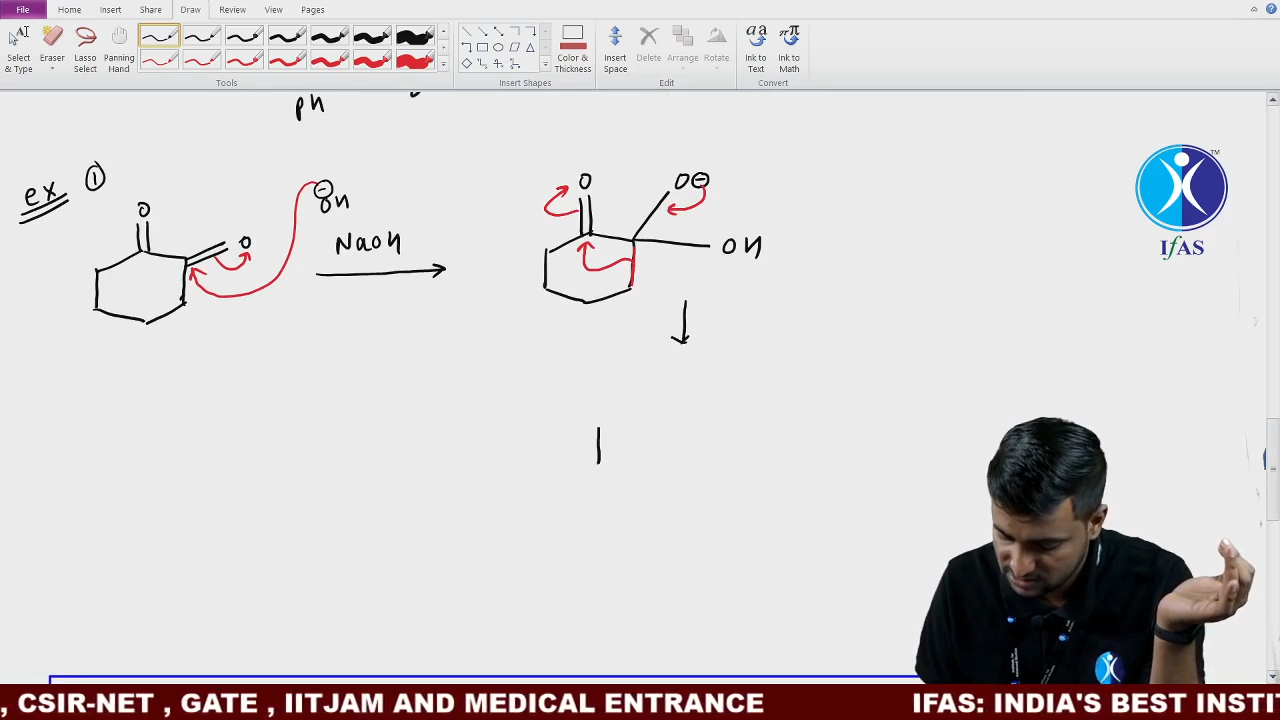 File Home Insert Share Draw Review View Pages
Select & Type Eraser Lasso Select Panning Hand Color & Thickness Insert Space Delete Arrange Rotate Ink to Text Ink to Math
Tools Insert Shapes Edit Convert
ph
ex ①
O
O
⊖OH
NaOH
O
O⊖
OH
TM
IfAS
, CSIR-NET , GATE , IITJAM AND MEDICAL ENTRANCE IFAS: INDIA'S BEST INSTI